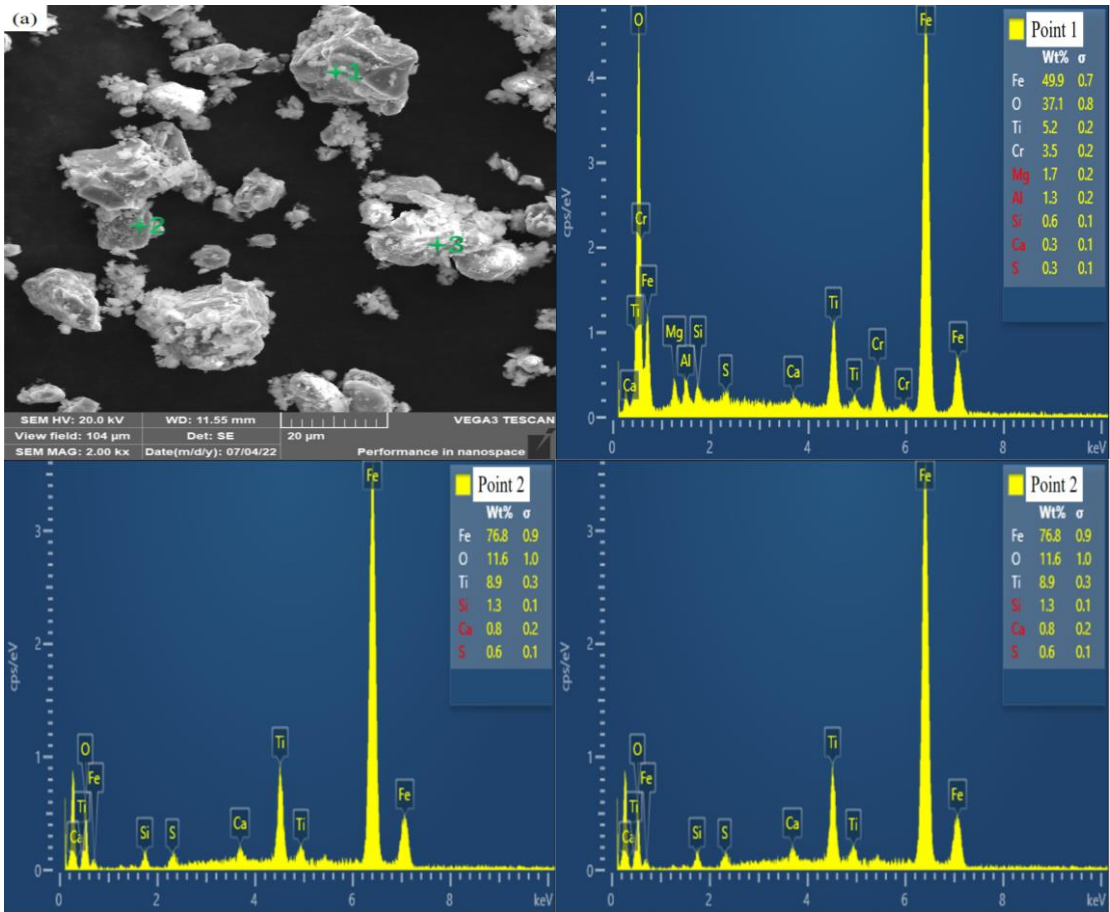 (a)
+1
+2
+3
SEM HV: 20.0 kV WD: 11.55 mm VEGA3 TESCAN
View field: 104 µm Det: SE 20 µm
SEM MAG: 2.00 kx Date(m/d/y): 07/04/22 Performance in nanospace
Point 1
Wt% σ
Fe 49.9 0.7
O 37.1 0.8
Ti 5.2 0.2
Cr 3.5 0.2
Mg 1.7 0.2
Al 1.3 0.2
Si 0.6 0.1
Ca 0.3 0.1
S 0.3 0.1
cps/eV
4
3
2
1
0
O Fe
Cr
Fe
Ti Ti
Mg Si Cr Fe
Al
S Ca Ti
Ca Cr
0 2 4 6 8 keV
Point 2
Wt% σ
Fe 76.8 0.9
O 11.6 1.0
Ti 8.9 0.3
Si 1.3 0.1
Ca 0.8 0.2
S 0.6 0.1
cps/eV
3
2
1
0
Fe
O Ti
Fe
Ti Fe
Ca Si S Ca Ti
0 2 4 6 8 keV
Point 2
Wt% σ
Fe 76.8 0.9
O 11.6 1.0
Ti 8.9 0.3
Si 1.3 0.1
Ca 0.8 0.2
S 0.6 0.1
cps/eV
3
2
1
0
Fe
O Ti
Fe
Ti Fe
Ca Si S Ca Ti
0 2 4 6 8 keV